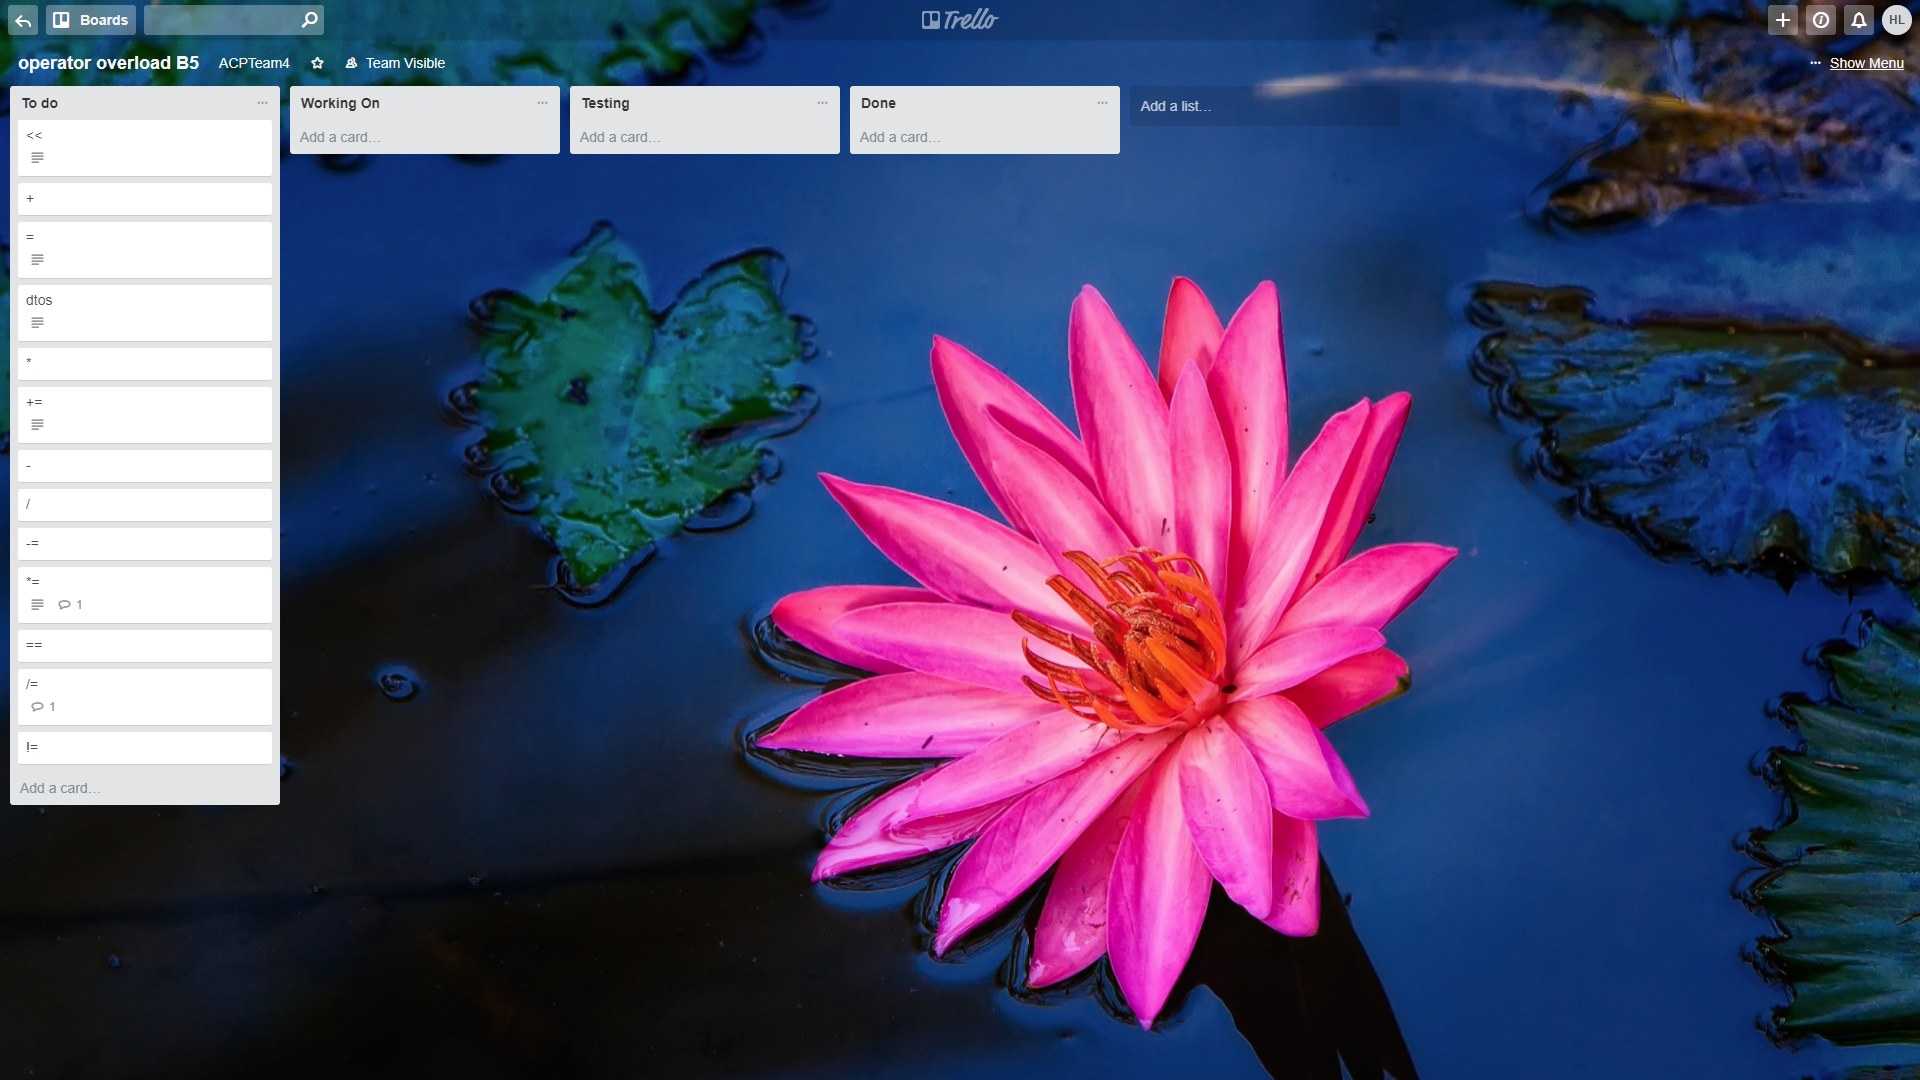 Boards
Trello
HL
operator overload B5 ACPTeam4 Team Visible
··· Show Menu
To do
<<
+
=
dtos
*
+=
-
/
-=
*=
1
==
/=
1
!=
Add a card…
Working On
Add a card…
Testing
Add a card…
Done
Add a card…
Add a list…